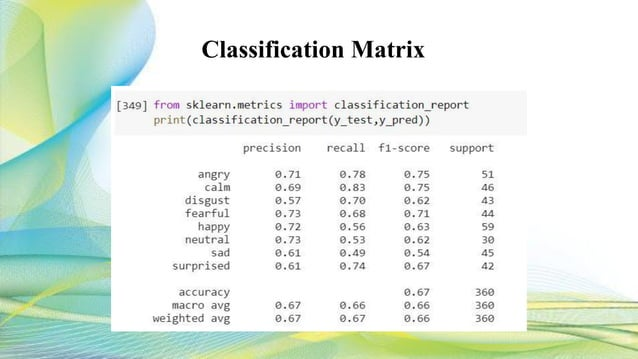 Classification Matrix
[349] from sklearn.metrics import classification_report
print(classification_report(y_test,y_pred))
precision recall f1-score support
angry 0.71 0.78 0.75 51
calm 0.69 0.83 0.75 46
disgust 0.57 0.70 0.62 43
fearful 0.73 0.68 0.71 44
happy 0.72 0.56 0.63 59
neutral 0.73 0.53 0.62 30
sad 0.61 0.49 0.54 45
surprised 0.61 0.74 0.67 42
accuracy 0.67 360
macro avg 0.67 0.66 0.66 360
weighted avg 0.67 0.67 0.66 360